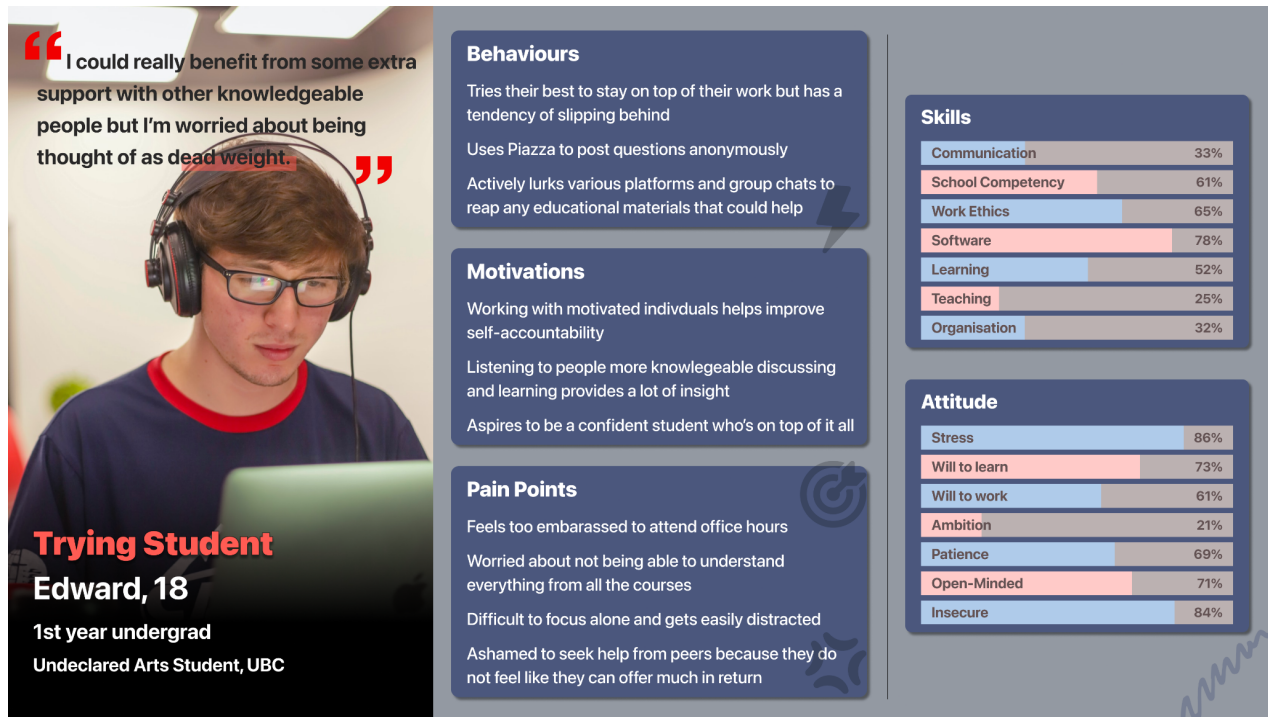 “ I could really benefit from some extra
support with other knowledgeable
people but I’m worried about being
thought of as dead weight. ”
Trying Student
Edward, 18
1st year undergrad
Undeclared Arts Student, UBC
Behaviours
Tries their best to stay on top of their work but has a
tendency of slipping behind
Uses Piazza to post questions anonymously
Actively lurks various platforms and group chats to
reap any educational materials that could help
Motivations
Working with motivated indivduals helps improve
self-accountability
Listening to people more knowlegeable discussing
and learning provides a lot of insight
Aspires to be a confident student who’s on top of it all
Pain Points
Feels too embarassed to attend office hours
Worried about not being able to understand
everything from all the courses
Difficult to focus alone and gets easily distracted
Ashamed to seek help from peers because they do
not feel like they can offer much in return
Skills
Communication 33%
School Competency 61%
Work Ethics 65%
Software 78%
Learning 52%
Teaching 25%
Organisation 32%
Attitude
Stress 86%
Will to learn 73%
Will to work 61%
Ambition 21%
Patience 69%
Open-Minded 71%
Insecure 84%